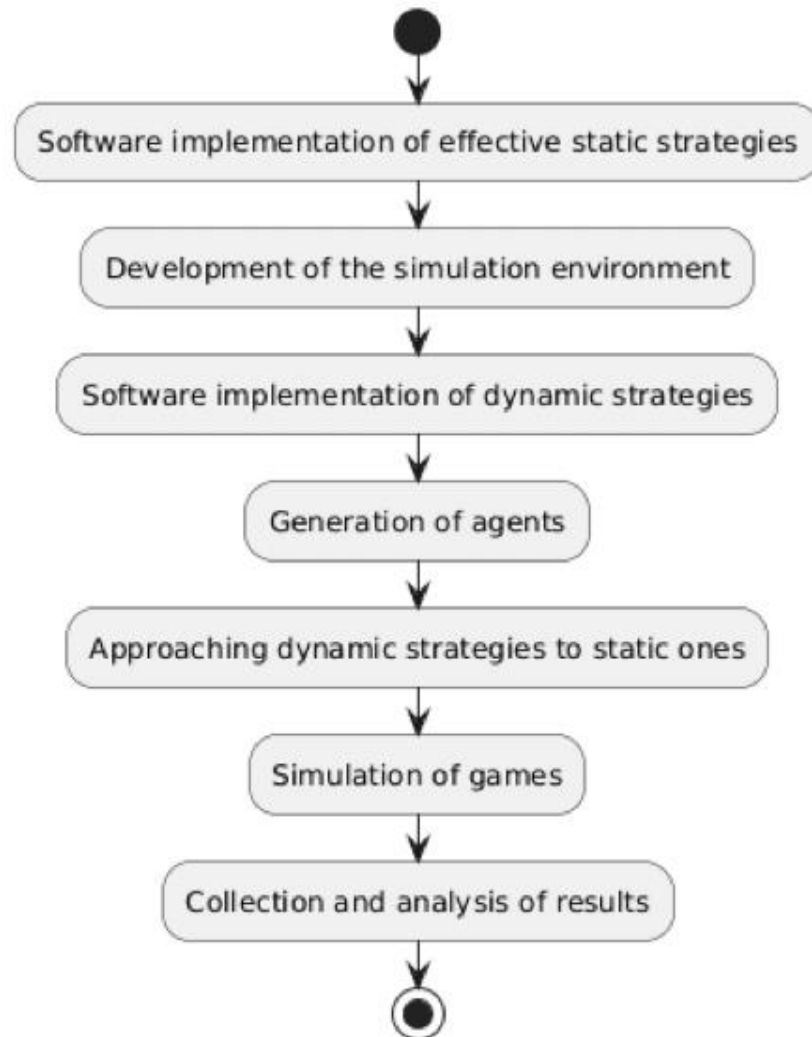 Software implementation of effective static strategies
Development of the simulation environment
Software implementation of dynamic strategies
Generation of agents
Approaching dynamic strategies to static ones
Simulation of games
Collection and analysis of results